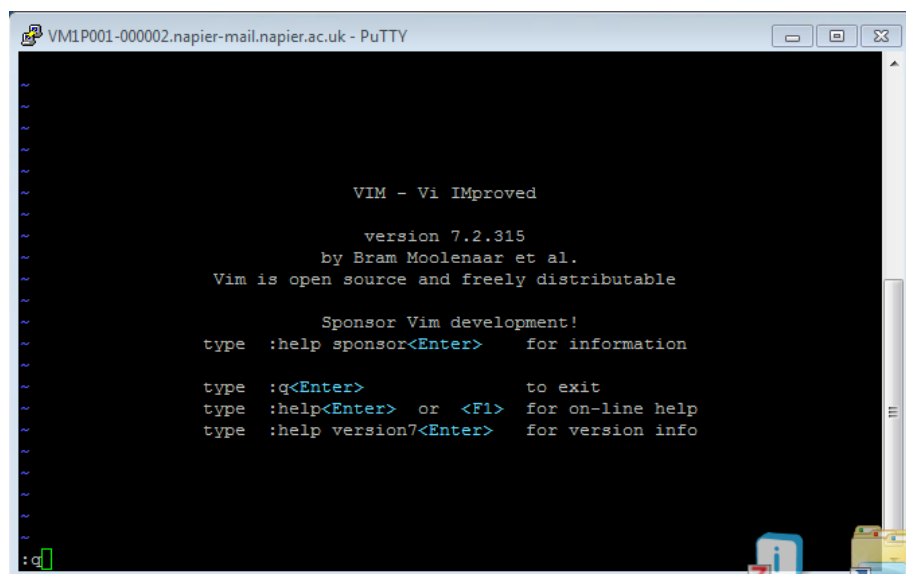 VM1P001-000002.napier-mail.napier.ac.uk - PuTTY
~
~
~
~
~
~ VIM - Vi IMproved
~
~ version 7.2.315
~ by Bram Moolenaar et al.
~ Vim is open source and freely distributable
~
~ Sponsor Vim development!
~ type :help sponsor<Enter> for information
~
~ type :q<Enter> to exit
~ type :help<Enter> or <F1> for on-line help
~ type :help version7<Enter> for version info
~
~
~
~
~
:q